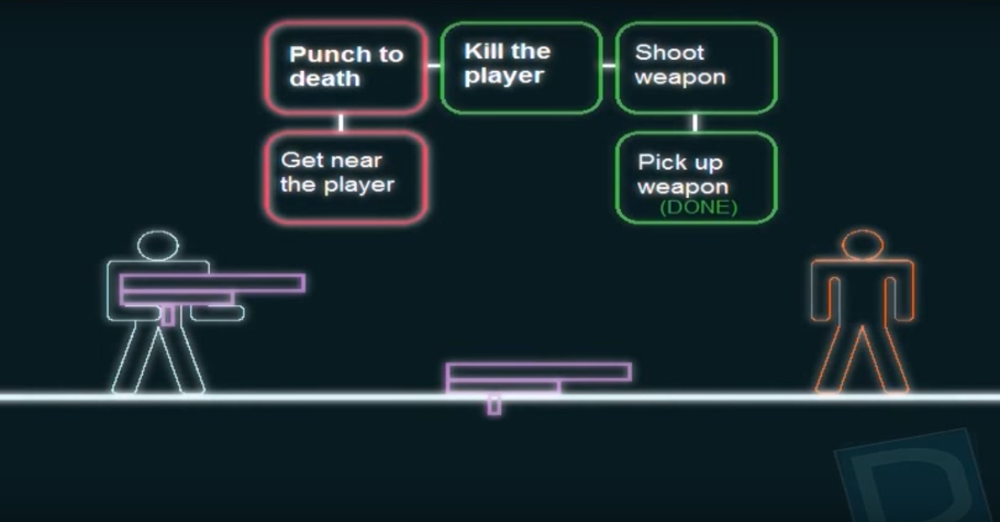 Punch to
death
Kill the
player
Shoot
weapon
Get near
the player
Pick up
weapon
(DONE)